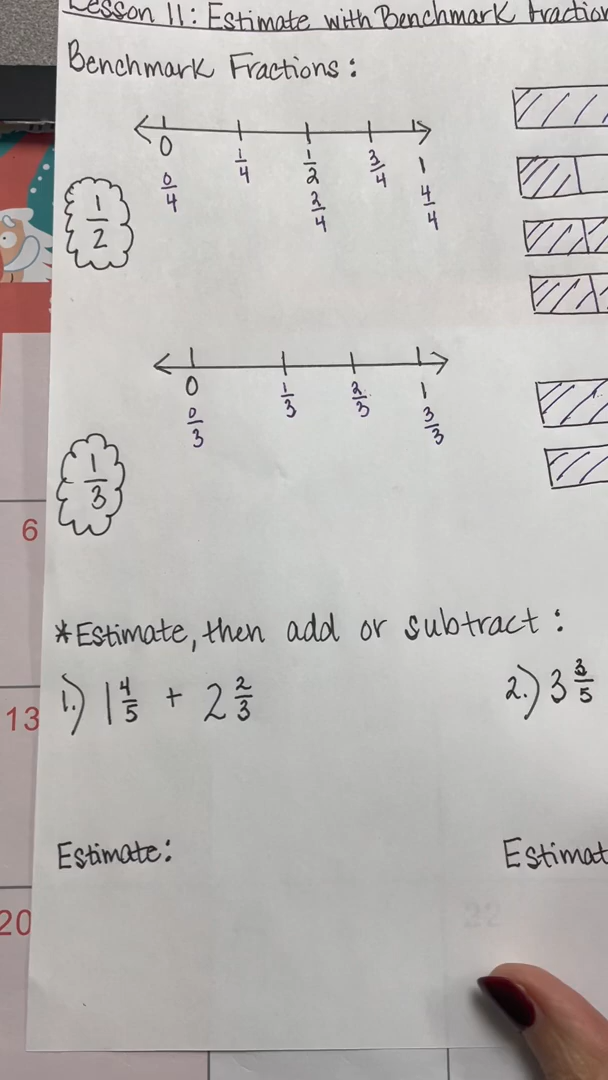 Lesson 11: Estimate with Benchmark Fraction
Benchmark Fractions:
0 1/4 1/2 3/4 1
0/4 2/4 4/4
1/2
0 1/3 2/3 1
0/3 3/3
1/3
6
*Estimate, then add or subtract:
1.) 1 4/5 + 2 2/3
2.) 3 3/5
13
Estimate:
Estimat
20
22